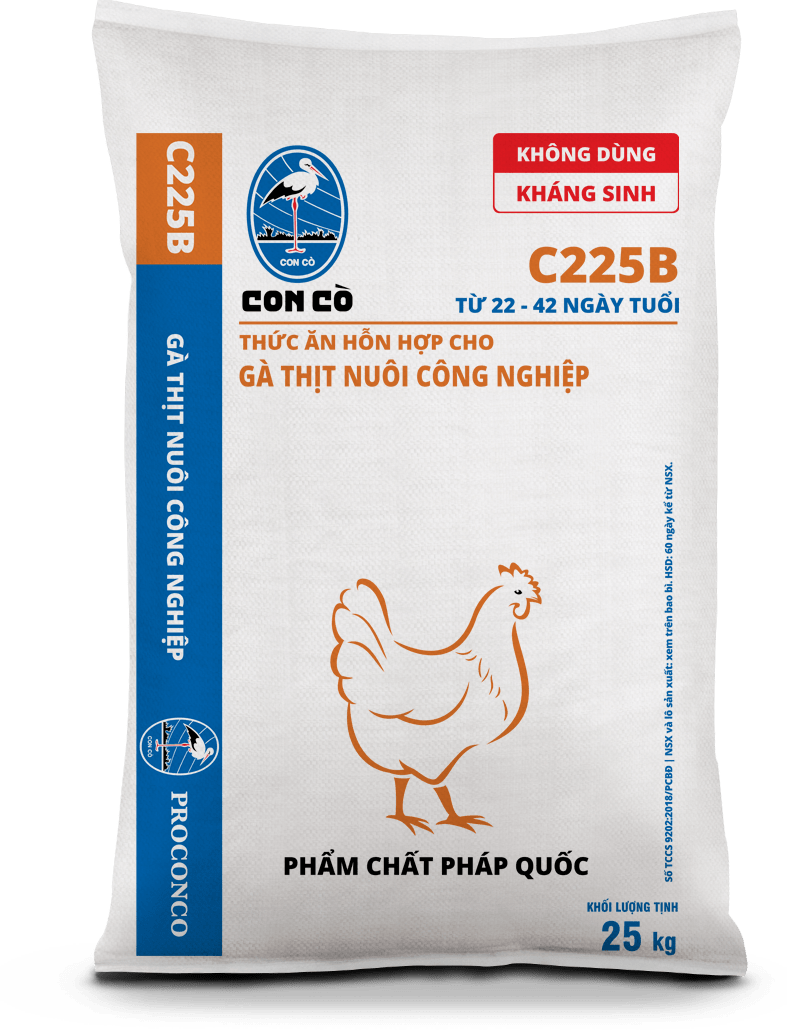 C225B
GÀ THỊT NUÔI CÔNG NGHIỆP
CON CÒ
PROCONCO
CON CÒ
CON CÒ
KHÔNG DÙNG
KHÁNG SINH
C225B
TỪ 22 - 42 NGÀY TUỔI
THỨC ĂN HỖN HỢP CHO
GÀ THỊT NUÔI CÔNG NGHIỆP
Số TCCS 9202:2018/PCBĐ | NSX và lô sản xuất: xem trên bao bì. HSD: 60 ngày kể từ NSX.
PHẨM CHẤT PHÁP QUỐC
KHỐI LƯỢNG TỊNH
25 kg